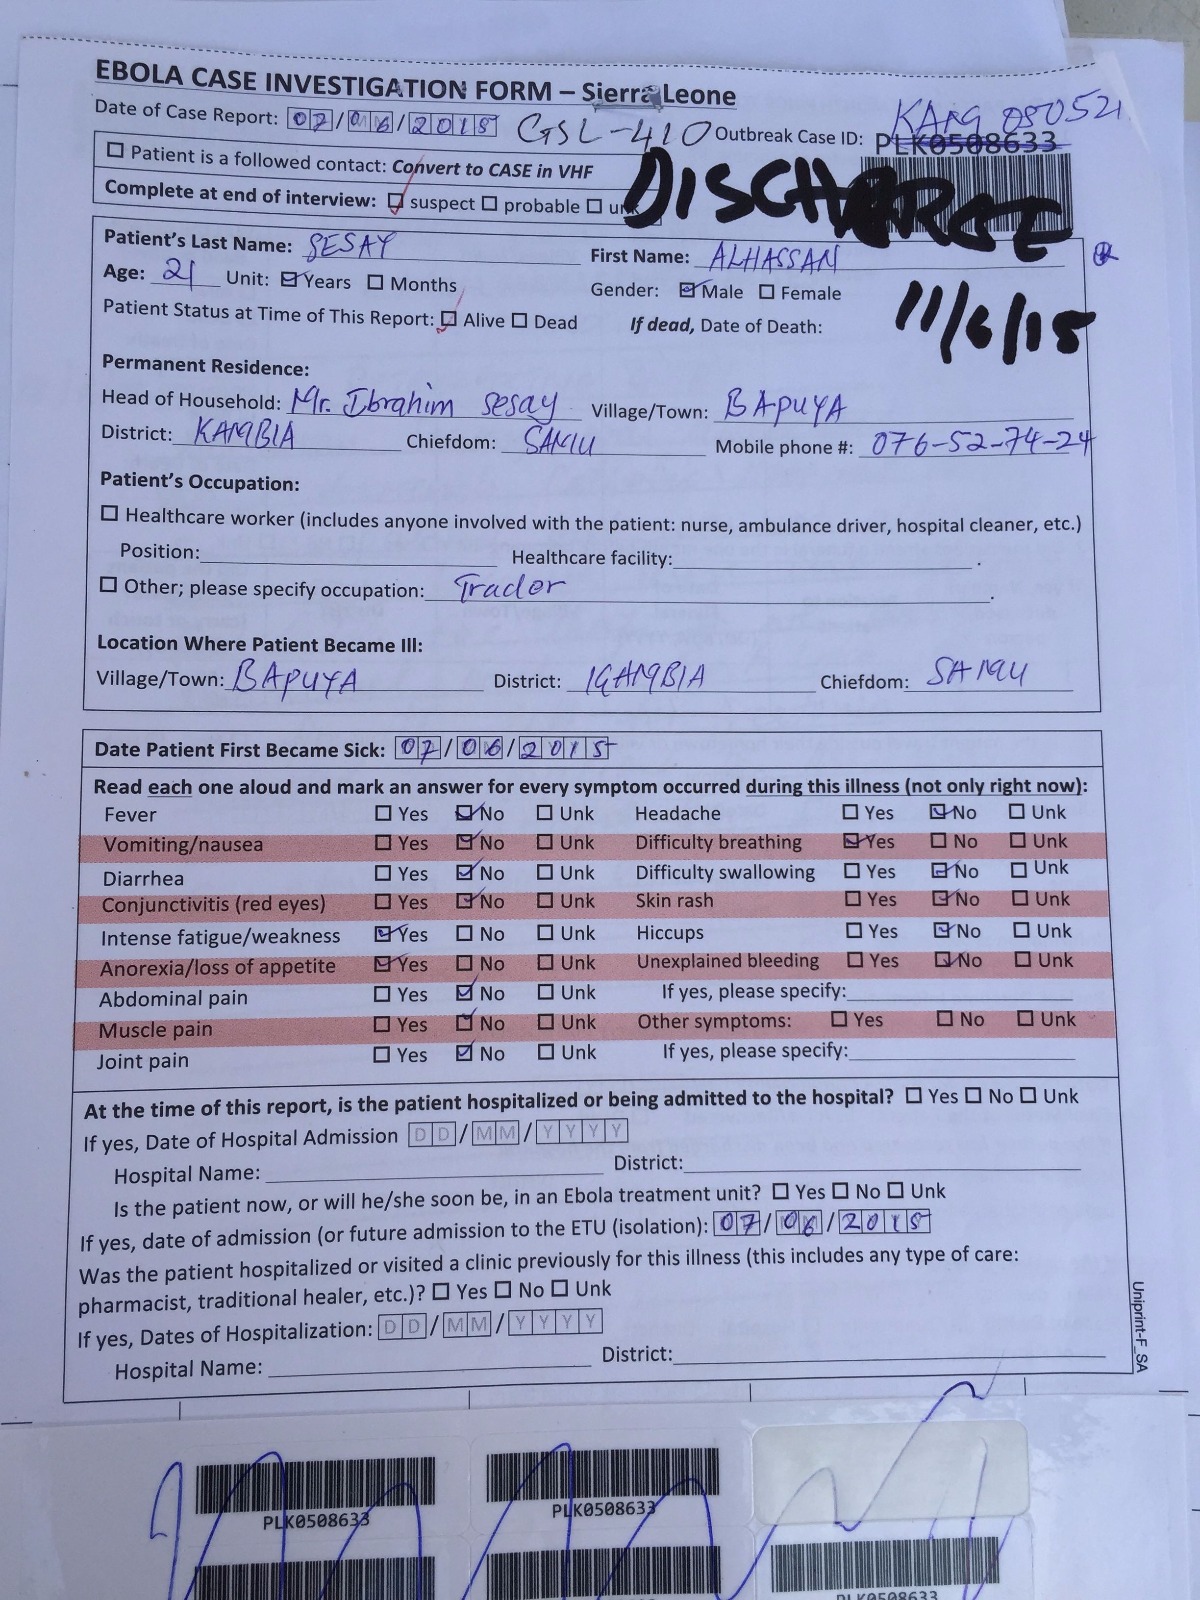 EBOLA CASE INVESTIGATION FORM – Sierra Leone
Date of Case Report: 07/06/2015 GSL-410 Outbreak Case ID: PLK0508633
☐ Patient is a followed contact: Convert to CASE in VHF
DISCHARGE
Complete at end of interview: ☑ suspect ☐ probable ☐
Patient's Last Name: SESAY First Name: ALHASSAN
Age: 21 Unit: ☑ Years ☐ Months Gender: ☑ Male ☐ Female
11/6/15
Patient Status at Time of This Report: ☑ Alive ☐ Dead If dead, Date of Death:
Permanent Residence:
Head of Household: Mr. Ibrahim Sesay Village/Town: BAPUYA
District: KAMBIA Chiefdom: SAMU Mobile phone #: 076-52-74-24
Patient's Occupation:
☐ Healthcare worker (includes anyone involved with the patient: nurse, ambulance driver, hospital cleaner, etc.)
Position: Healthcare facility: .
☐ Other; please specify occupation: Trader .
Location Where Patient Became Ill:
Village/Town: BAPUYA District: KAMBIA Chiefdom: SAMU
Date Patient First Became Sick: 07/06/2015
Read each one aloud and mark an answer for every symptom occurred during this illness (not only right now):
Fever ☐ Yes ☑ No ☐ Unk Headache ☐ Yes ☑ No ☐ Unk
Vomiting/nausea ☐ Yes ☑ No ☐ Unk Difficulty breathing ☑ Yes ☐ No ☐ Unk
Diarrhea ☐ Yes ☑ No ☐ Unk Difficulty swallowing ☐ Yes ☑ No ☐ Unk
Conjunctivitis (red eyes) ☐ Yes ☑ No ☐ Unk Skin rash ☐ Yes ☑ No ☐ Unk
Intense fatigue/weakness ☑ Yes ☐ No ☐ Unk Hiccups ☐ Yes ☑ No ☐ Unk
Anorexia/loss of appetite ☑ Yes ☐ No ☐ Unk Unexplained bleeding ☐ Yes ☑ No ☐ Unk
Abdominal pain ☐ Yes ☑ No ☐ Unk If yes, please specify:
Muscle pain ☐ Yes ☑ No ☐ Unk Other symptoms: ☐ Yes ☐ No ☐ Unk
Joint pain ☐ Yes ☑ No ☐ Unk If yes, please specify:
At the time of this report, is the patient hospitalized or being admitted to the hospital? ☐ Yes ☐ No ☐ Unk
If yes, Date of Hospital Admission DD/MM/YYYY
Hospital Name: District:
Is the patient now, or will he/she soon be, in an Ebola treatment unit? ☐ Yes ☐ No ☐ Unk
If yes, date of admission (or future admission to the ETU (isolation): 07/06/2015
Was the patient hospitalized or visited a clinic previously for this illness (this includes any type of care:
pharmacist, traditional healer, etc.)? ☐ Yes ☐ No ☐ Unk
If yes, Dates of Hospitalization: DD/MM/YYYY
Hospital Name: District:
Uniprint-F_SA
PLK0508633 PLK0508633
PLK0508633